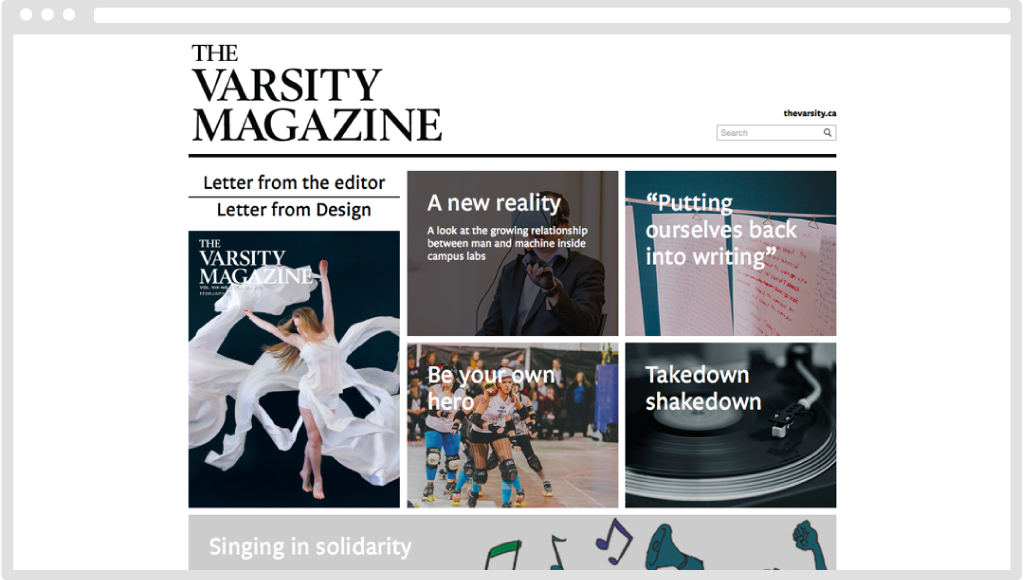 THE
VARSITY
MAGAZINE
thevarsity.ca
Search
Letter from the editor
Letter from Design
THE
VARSITY
MAGAZINE
A new reality
A look at the growing relationship
between man and machine inside
campus labs
“Putting
ourselves back
into writing”
Be your own
hero
Takedown
shakedown
Singing in solidarity